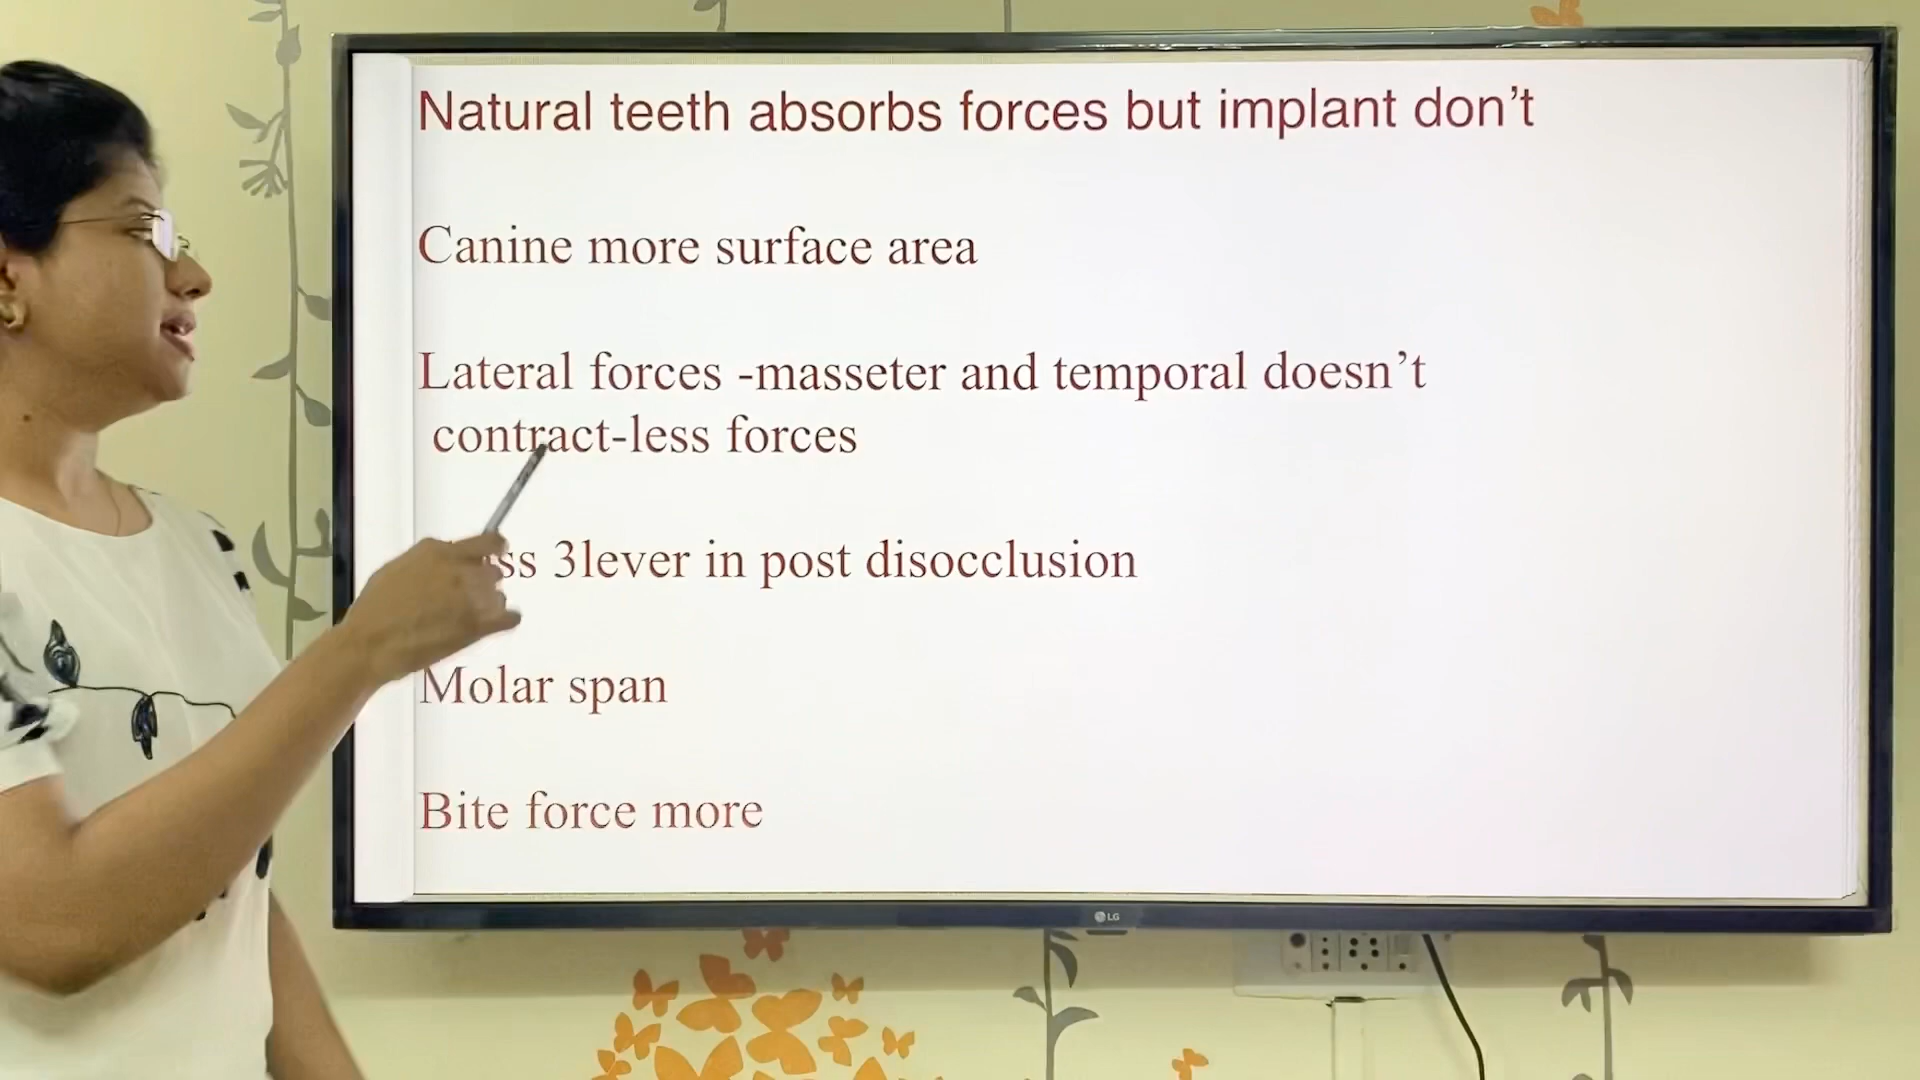 Natural teeth absorbs forces but implant don’t
Canine more surface area
Lateral forces -masseter and temporal doesn’t
contract-less forces
3lever in post disocclusion
Molar span
Bite force more
LG